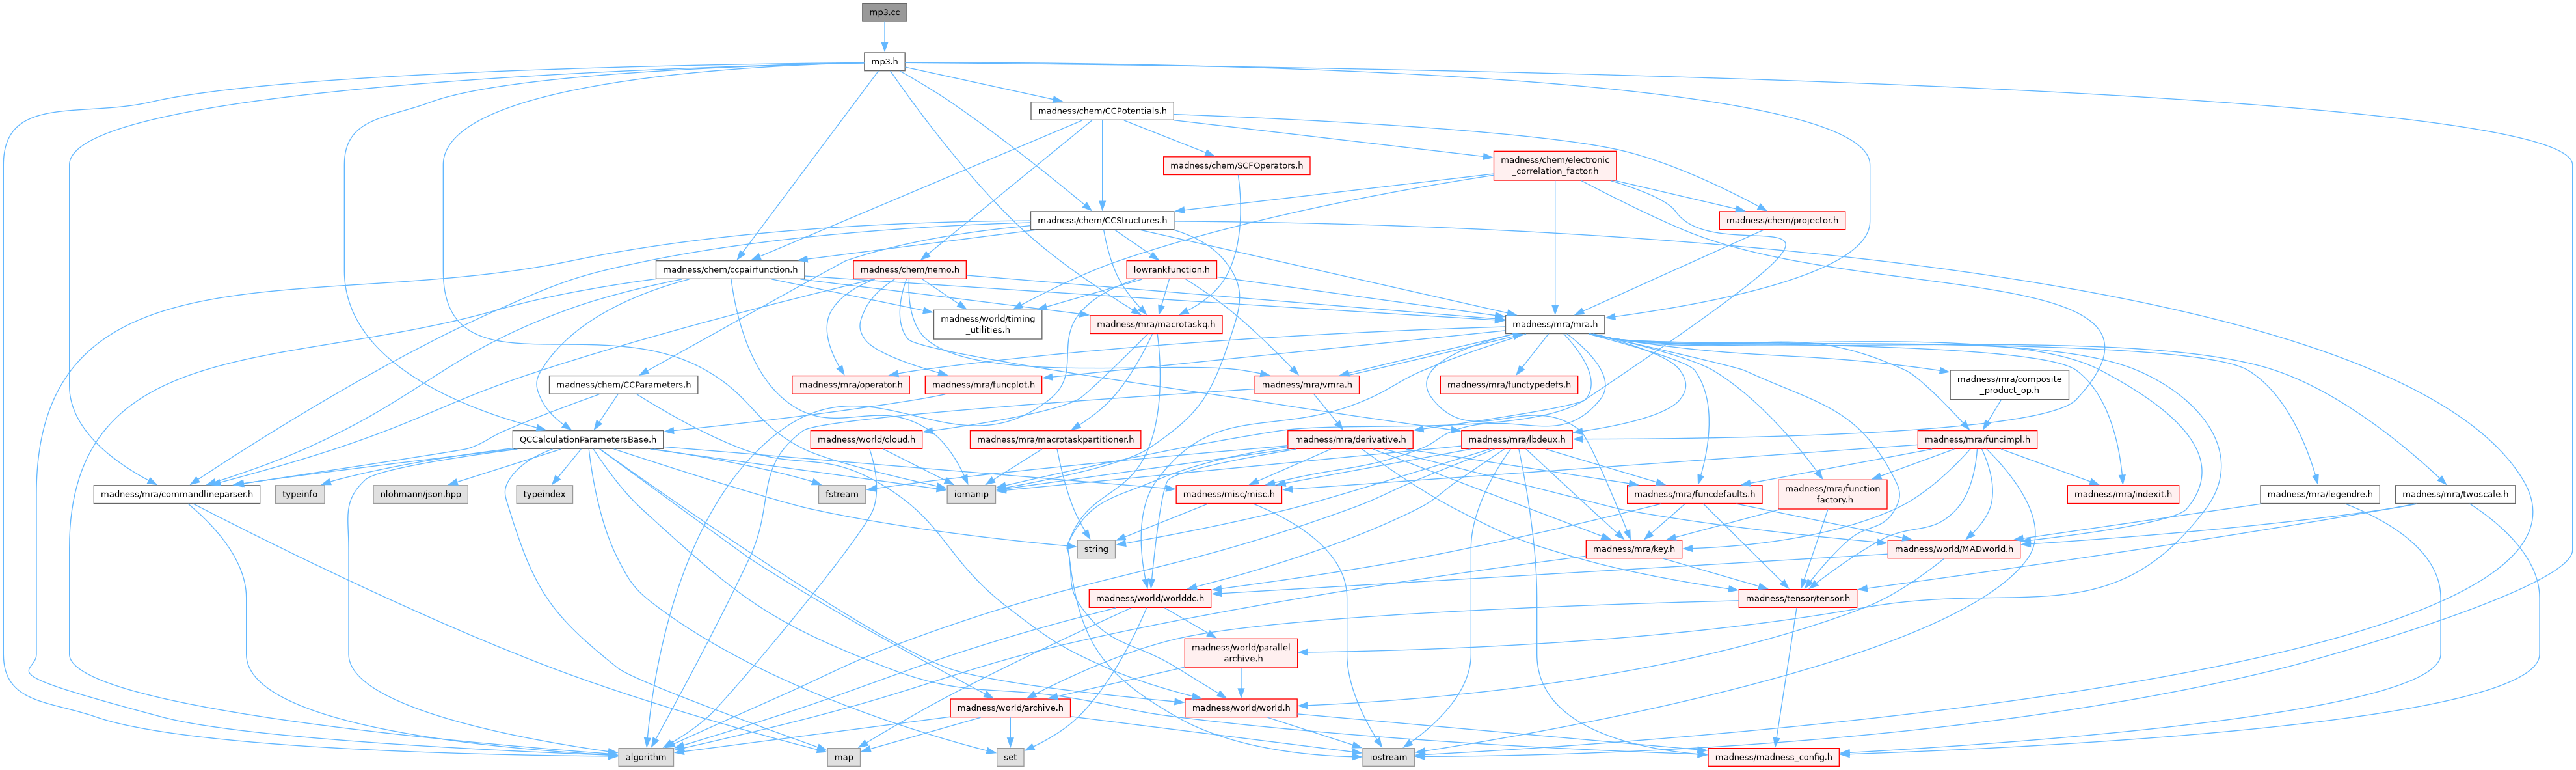 mp3.cc
mp3.h
madness/chem/CCPotentials.h
madness/chem/SCFOperators.h
madness/chem/electronic
_correlation_factor.h
madness/chem/CCStructures.h
madness/chem/projector.h
madness/chem/ccpairfunction.h
madness/chem/nemo.h
lowrankfunction.h
madness/world/timing
_utilities.h
madness/mra/macrotaskq.h
madness/mra/mra.h
madness/chem/CCParameters.h
madness/mra/operator.h
madness/mra/funcplot.h
madness/mra/vmra.h
madness/mra/functypedefs.h
madness/mra/composite
_product_op.h
QCCalculationParametersBase.h
madness/world/cloud.h
madness/mra/macrotaskpartitioner.h
madness/mra/derivative.h
madness/mra/lbdeux.h
madness/mra/funcimpl.h
madness/mra/commandlineparser.h
typeinfo
nlohmann/json.hpp
typeindex
fstream
iomanip
madness/misc/misc.h
madness/mra/funcdefaults.h
madness/mra/function
_factory.h
madness/mra/indexit.h
madness/mra/legendre.h
madness/mra/twoscale.h
string
madness/mra/key.h
madness/world/MADworld.h
madness/world/worlddc.h
madness/tensor/tensor.h
madness/world/parallel
_archive.h
madness/world/archive.h
madness/world/world.h
algorithm
map
set
iostream
madness/madness_config.h